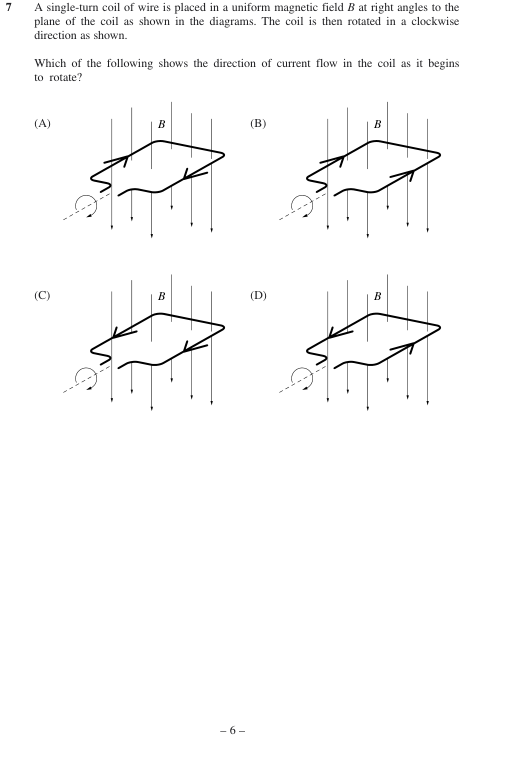 7 A single-turn coil of wire is placed in a uniform magnetic field B at right angles to the
plane of the coil as shown in the diagrams. The coil is then rotated in a clockwise
direction as shown.
Which of the following shows the direction of current flow in the coil as it begins
to rotate?
(A) B (B) B
(C) B (D) B
– 6 –